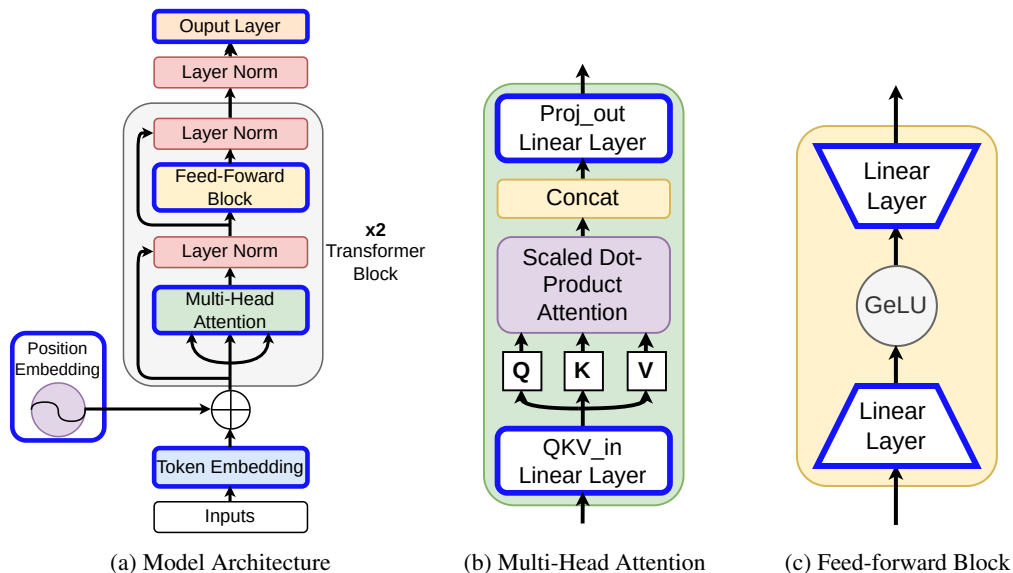 Ouput Layer
Layer Norm
Layer Norm
Feed-Foward
Block
x2
Transformer
Block
Layer Norm
Multi-Head
Attention
Position
Embedding
Token Embedding
Inputs
(a) Model Architecture
Proj_out
Linear Layer
Concat
Scaled Dot-
Product
Attention
Q
K
V
QKV_in
Linear Layer
(b) Multi-Head Attention
Linear
Layer
GeLU
Linear
Layer
(c) Feed-forward Block